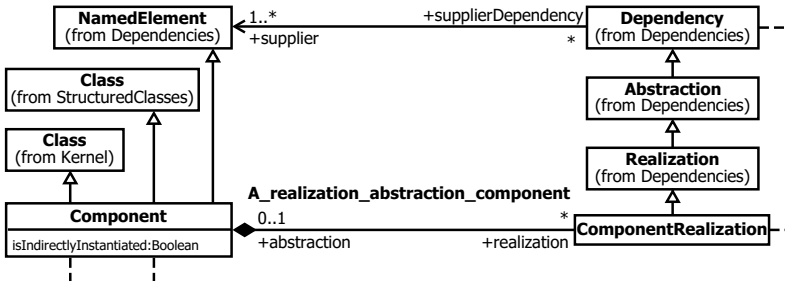 NamedElement
(from Dependencies)
1..*
+supplier
+supplierDependency
*
Dependency
(from Dependencies)
Class
(from StructuredClasses)
Abstraction
(from Dependencies)
Class
(from Kernel)
Realization
(from Dependencies)
A_realization_abstraction_component
Component
isIndirectlyInstantiated:Boolean
0..1
+abstraction
*
+realization
ComponentRealization